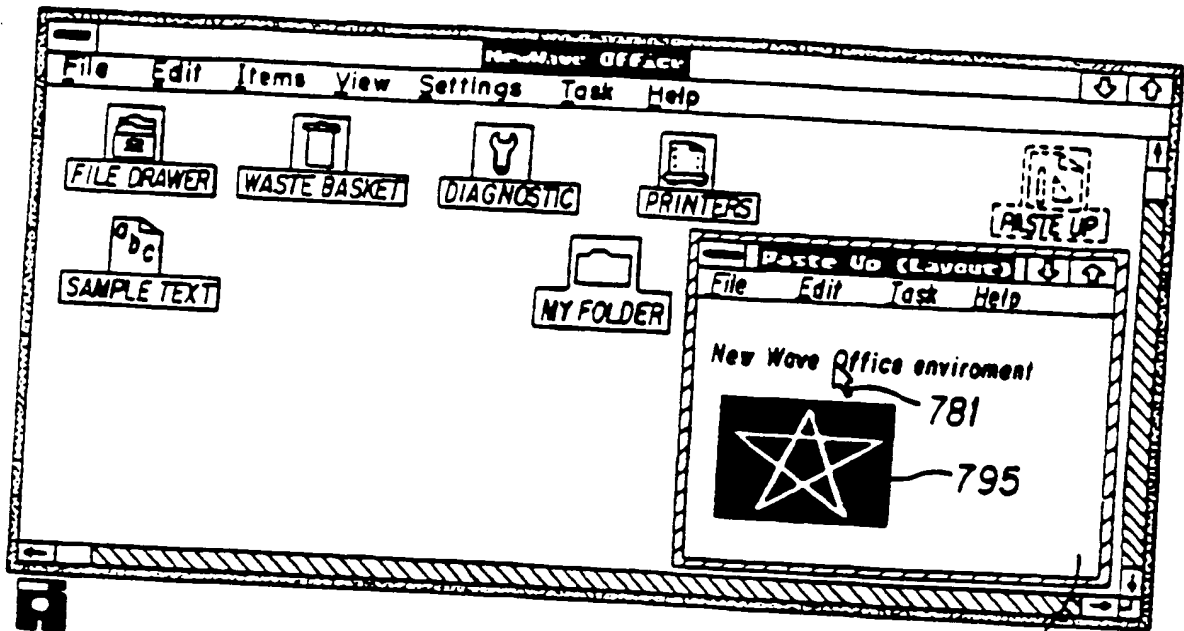 NewWave Office
File Edit Items View Settings Task Help
FILE DRAWER WASTE BASKET DIAGNOSTIC PRINTERS PASTE UP
abc
SAMPLE TEXT MY FOLDER
Paste Up (Layout)
File Edit Task Help
New Wave Office enviroment
781
795